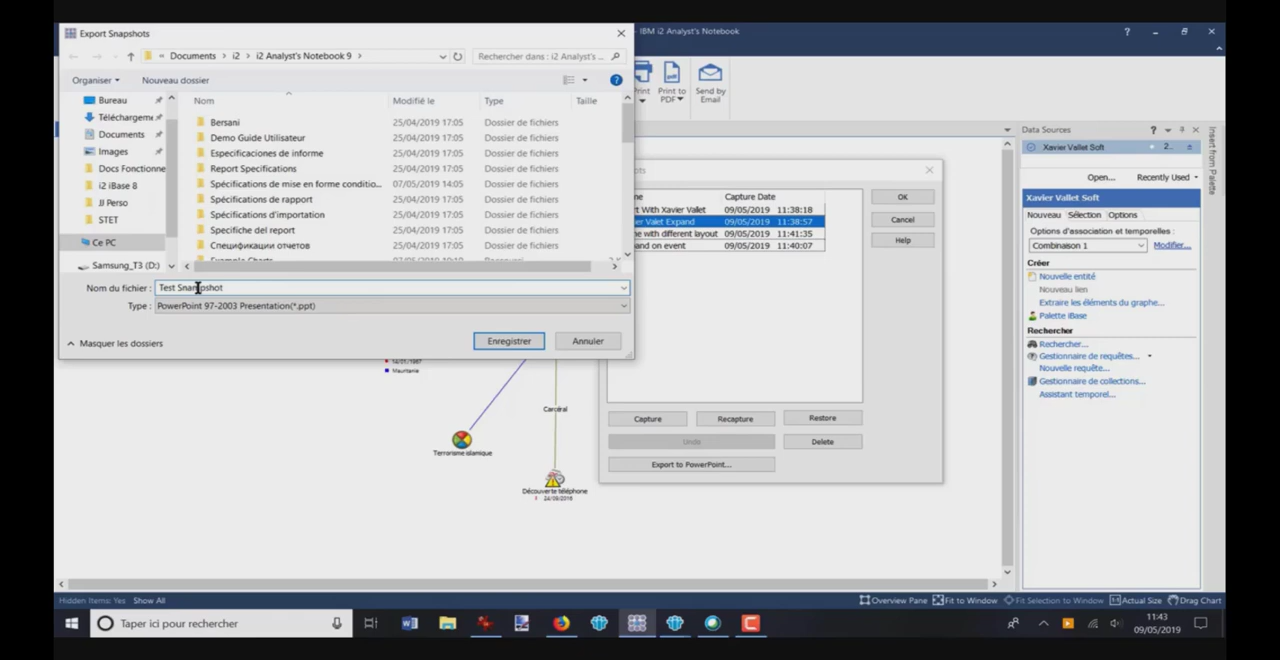 Export Snapshots
- IBM i2 Analyst's Notebook
« Documents > i2 > i2 Analyst's Notebook 9 >
Rechercher dans : i2 Analyst's ...
Organiser
Nouveau dossier
Print to PDF
Send by Email
Bureau
Documents
Images
Docs Fonctionne
i2 iBase 8
JJ Perso
STET
Ce PC
Samsung_T3 (D:)
Nom Modifié le Type Taille
Bersani 25/04/2019 17:05 Dossier de fichiers
Demo Guide Utilisateur 25/04/2019 17:05 Dossier de fichiers
Especificaciones de informe 25/04/2019 17:05 Dossier de fichiers
Report Specifications 25/04/2019 17:05 Dossier de fichiers
Spécifications de mise en forme conditio... 07/05/2019 14:05 Dossier de fichiers
Spécifications de rapport 25/04/2019 17:05 Dossier de fichiers
Spécifications d'importation 25/04/2019 17:05 Dossier de fichiers
Specifiche del report 25/04/2019 17:05 Dossier de fichiers
Спецификации отчетов 25/04/2019 17:05 Dossier de fichiers
Nom du fichier :
Type : PowerPoint 97-2003 Presentation(*.ppt)
Masquer les dossiers
Enregistrer
Annuler
Capture Date
t With Xavier Vallet 09/05/2019 11:38:18
er Valet Expand 09/05/2019 11:38:57
e with different layout 09/05/2019 11:41:35
and on event 09/05/2019 11:40:07
OK
Cancel
Help
Capture
Recapture
Restore
Undo
Delete
Export to PowerPoint...
Mauritanie
Carcéral
Terrorisme islamique
Découverte téléphone
Data Sources
Xavier Vallet Soft 2..
Open... Recently Used
Xavier Vallet Soft
Nouveau Sélection Options
Options d'association et temporelles :
Combinaison 1 Modifier...
Créer
Nouvelle entité
Nouveau lien
Extraire les éléments du graphe...
Palette iBase
Rechercher
Rechercher...
Gestionnaire de requêtes...
Nouvelle requête...
Gestionnaire de collections...
Assistant temporel...
Insert from Palette
Hidden Items: Yes Show All
Overview Pane Fit to Window Fit Selection to Window Actual Size Drag Chart
Taper ici pour rechercher
11:43
09/05/2019